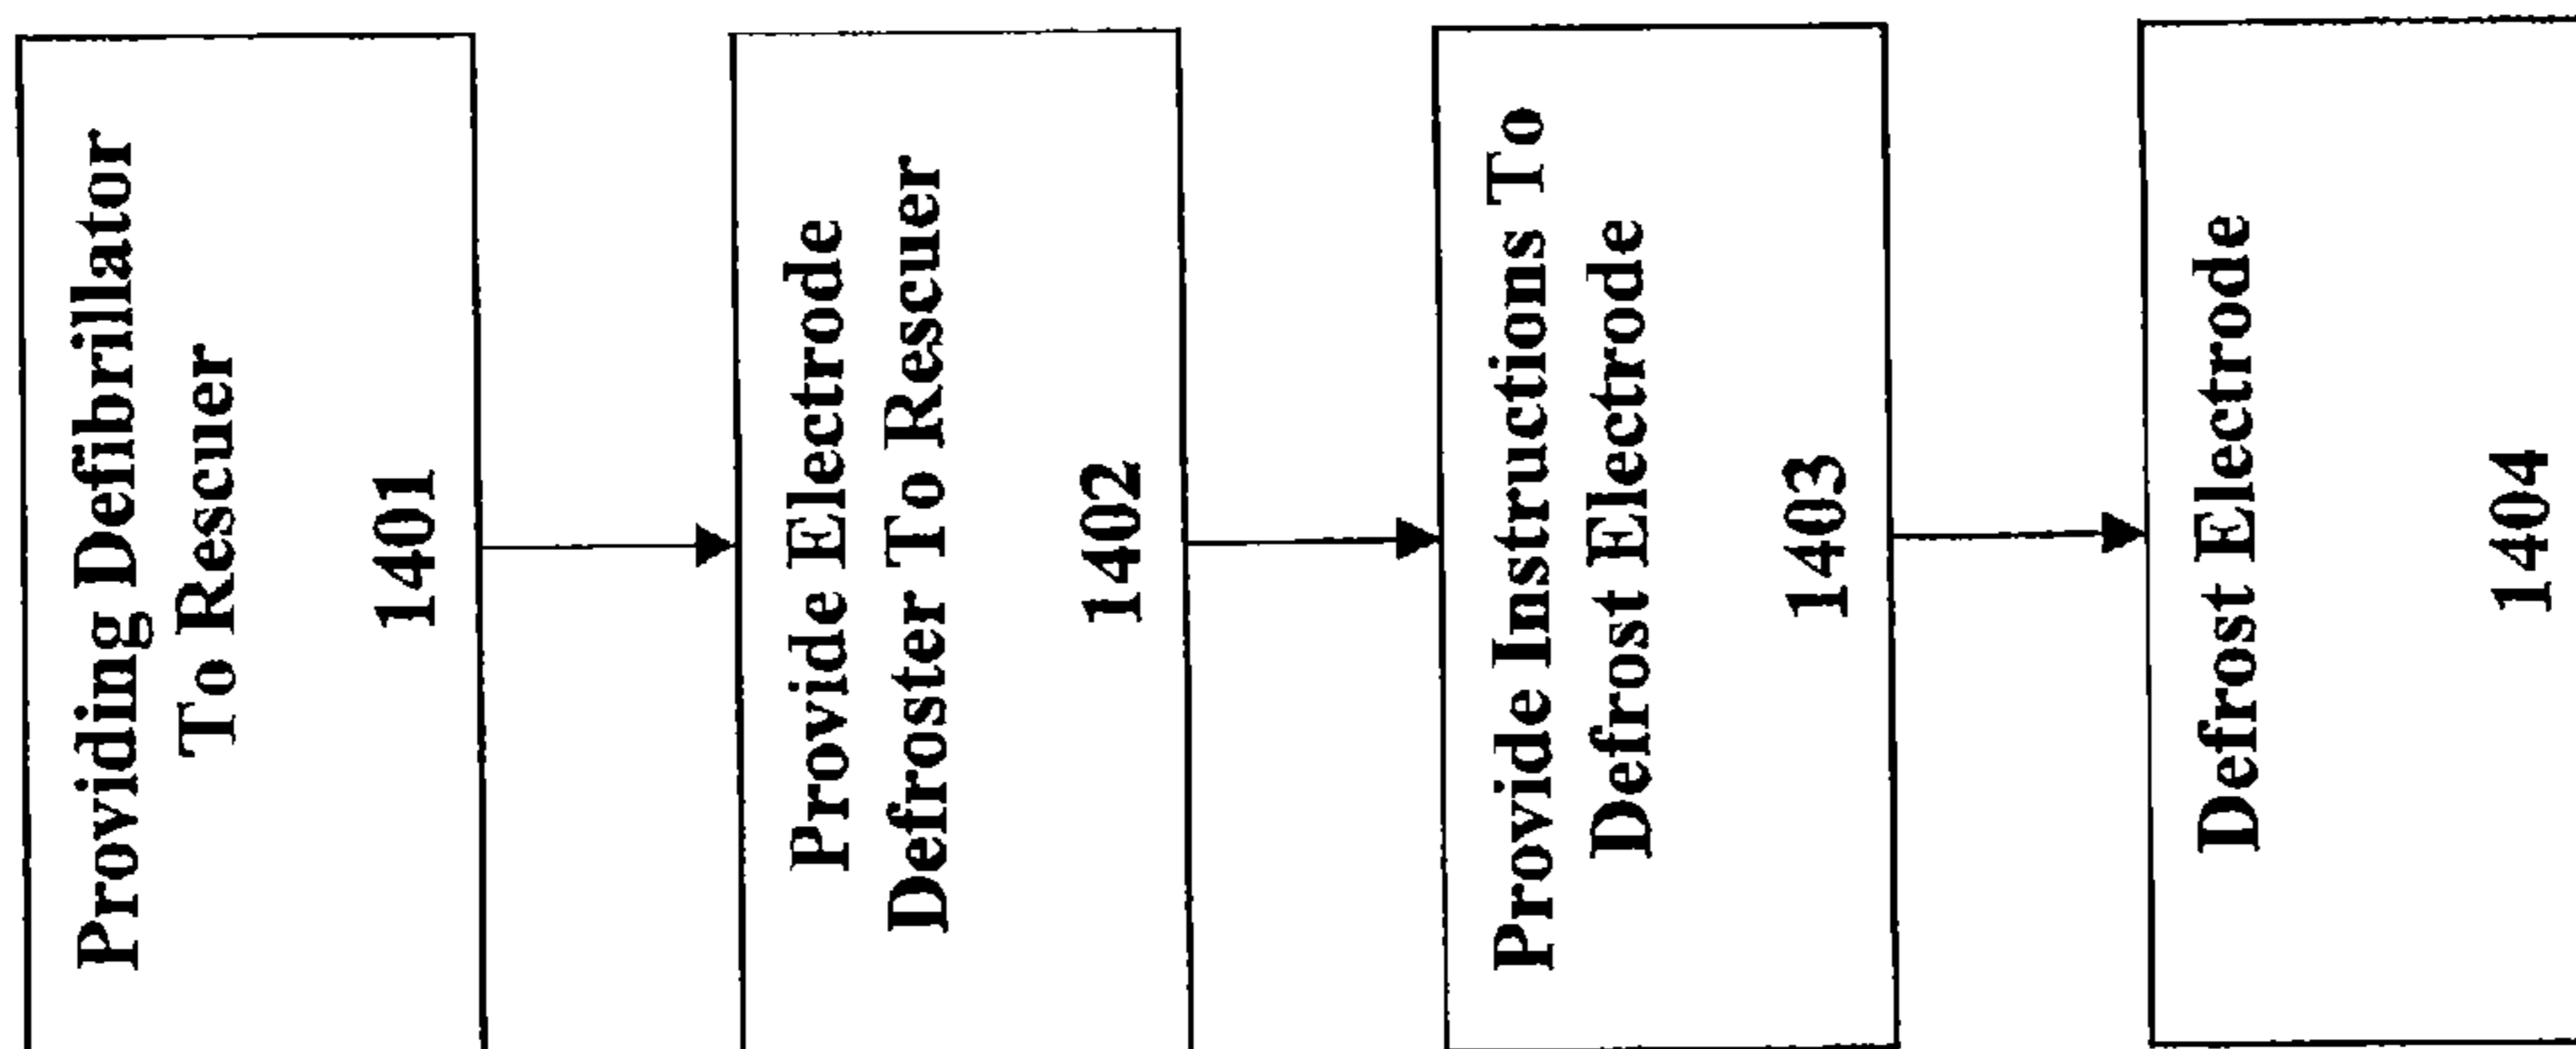 Providing Defibrillator
To Rescuer
1401
Provide Electrode
Defroster To Rescuer
1402
Provide Instructions To
Defrost Electrode
1403
Defrost Electrode
1404